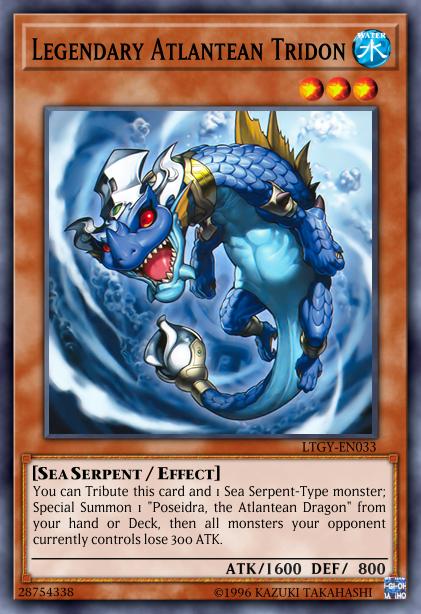 Legendary Atlantean Tridon
WATER
水
LTGY-EN033
[Sea Serpent / Effect]
You can Tribute this card and 1 Sea Serpent-Type monster;
Special Summon 1 "Poseidra, the Atlantean Dragon" from
your hand or Deck, then all monsters your opponent
currently controls lose 300 ATK.
ATK/1600 DEF/ 800
28754338
©1996 KAZUKI TAKAHASHI